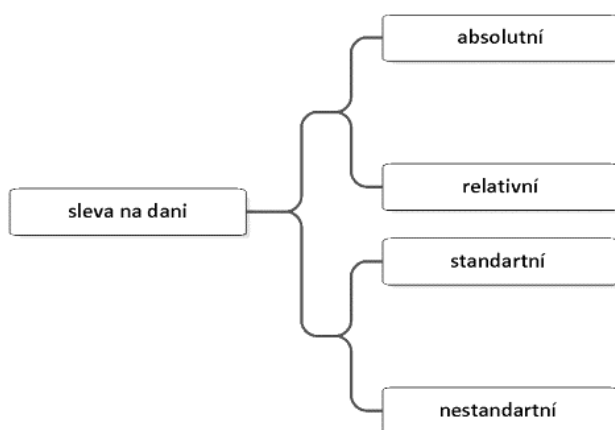 absolutní
relativní
sleva na dani
standartní
nestandartní